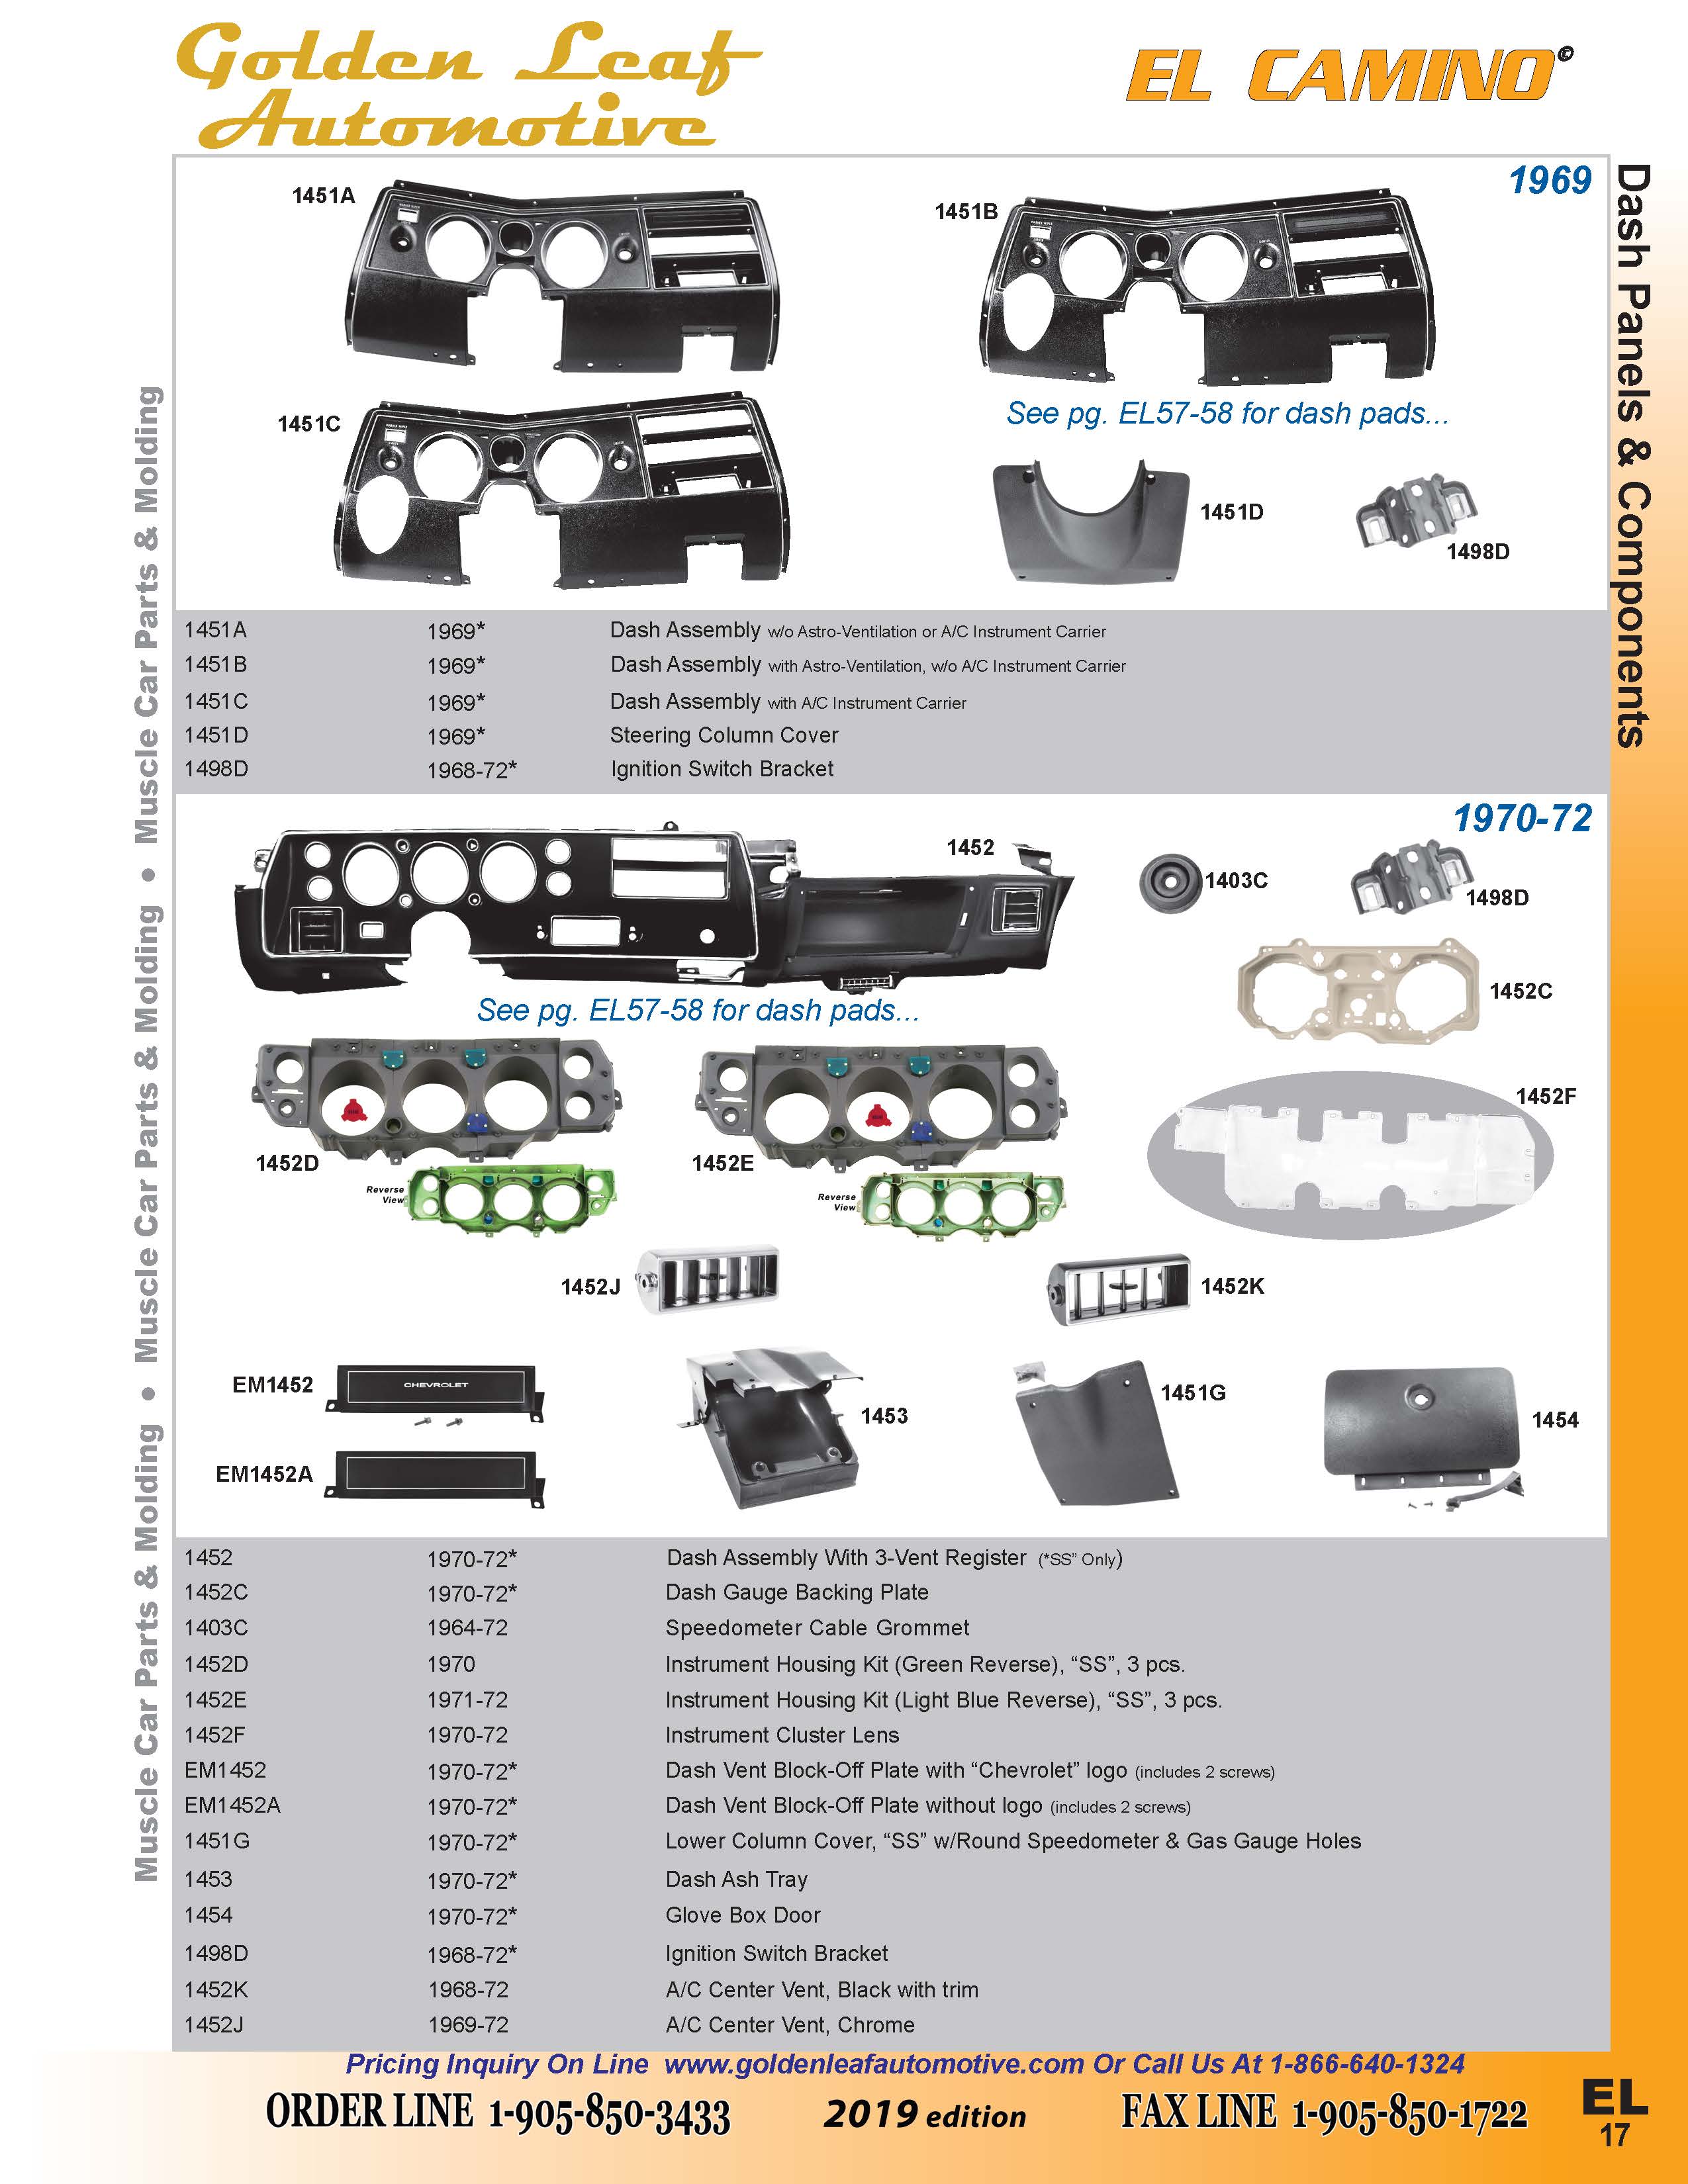 Golden Leaf
Automotive
EL CAMINO©
1969
Dash Panels & Components
Muscle Car Parts & Molding • Muscle Car Parts & Molding • Muscle Car Parts & Molding
1451A
1451B
1451C
See pg. EL57-58 for dash pads...
1451D
1498D
1451A 1969* Dash Assembly w/o Astro-Ventilation or A/C Instrument Carrier
1451B 1969* Dash Assembly with Astro-Ventilation, w/o A/C Instrument Carrier
1451C 1969* Dash Assembly with A/C Instrument Carrier
1451D 1969* Steering Column Cover
1498D 1968-72* Ignition Switch Bracket
1970-72
1452
1403C
1498D
1452C
See pg. EL57-58 for dash pads...
1452F
1452D
1452E
Reverse
View
Reverse
View
1452J
1452K
EM1452
CHEVROLET
1453
1451G
1454
EM1452A
1452 1970-72* Dash Assembly With 3-Vent Register (*SS” Only)
1452C 1970-72* Dash Gauge Backing Plate
1403C 1964-72 Speedometer Cable Grommet
1452D 1970 Instrument Housing Kit (Green Reverse), “SS”, 3 pcs.
1452E 1971-72 Instrument Housing Kit (Light Blue Reverse), “SS”, 3 pcs.
1452F 1970-72 Instrument Cluster Lens
EM1452 1970-72* Dash Vent Block-Off Plate with “Chevrolet” logo (includes 2 screws)
EM1452A 1970-72* Dash Vent Block-Off Plate without logo (includes 2 screws)
1451G 1970-72* Lower Column Cover, “SS” w/Round Speedometer & Gas Gauge Holes
1453 1970-72* Dash Ash Tray
1454 1970-72* Glove Box Door
1498D 1968-72* Ignition Switch Bracket
1452K 1968-72 A/C Center Vent, Black with trim
1452J 1969-72 A/C Center Vent, Chrome
Pricing Inquiry On Line www.goldenleafautomotive.com Or Call Us At 1-866-640-1324
ORDER LINE 1-905-850-3433 2019 edition FAX LINE 1-905-850-1722
EL
17